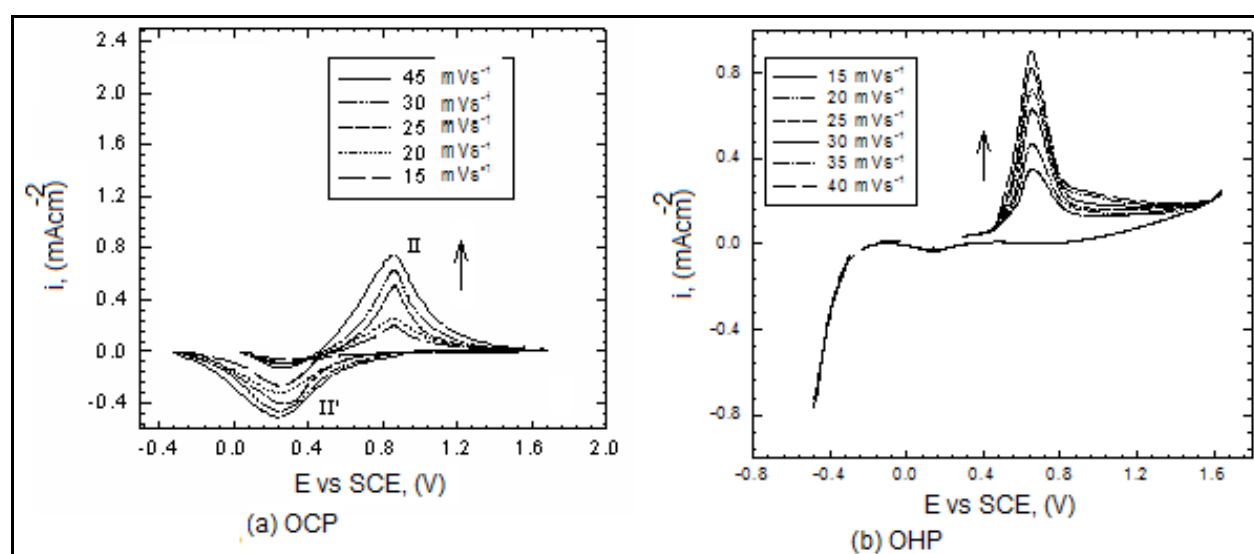 2.4
2.0
1.6
1.2
0.8
0.4
0.0
-0.4
i, (mAcm-2)
45 mVs-1
30 mVs-1
25 mVs-1
20 mVs-1
15 mVs-1
II
II'
-0.4 0.0 0.4 0.8 1.2 1.6 2.0
E vs SCE, (V)
(a) OCP
0.8
0.4
0.0
-0.4
-0.8
i, (mAcm-2)
15 mVs-1
20 mVs-1
25 mVs-1
30 mVs-1
35 mVs-1
40 mVs-1
-0.8 -0.4 0.0 0.4 0.8 1.2 1.6
E vs SCE, (V)
(b) OHP